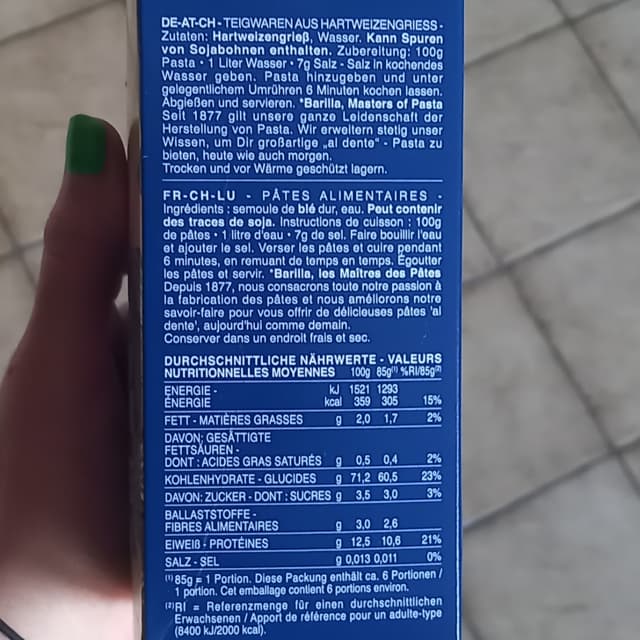 DE-AT-CH - TEIGWAREN AUS HARTWEIZENGRIESS -
Zutaten: Hartweizengrieß, Wasser. Kann Spuren
von Sojabohnen enthalten. Zubereitung: 100g
Pasta • 1 Liter Wasser • 7g Salz - Salz in kochendes
Wasser geben. Pasta hinzugeben und unter
gelegentlichem Umrühren 6 Minuten kochen lassen.
Abgießen und servieren. *Barilla, Masters of Pasta
Seit 1877 gilt unsere ganze Leidenschaft der
Herstellung von Pasta. Wir erweitern stetig unser
Wissen, um Dir großartige „al dente“ - Pasta zu
bieten, heute wie auch morgen.
Trocken und vor Wärme geschützt lagern.
FR-CH-LU - PÂTES ALIMENTAIRES -
Ingrédients : semoule de blé dur, eau. Peut contenir
des traces de soja. Instructions de cuisson : 100g
de pâtes • 1 litre d'eau • 7g de sel. Faire bouillir l'eau
et ajouter le sel. Verser les pâtes et cuire pendant
6 minutes, en remuant de temps en temps. Égoutter
les pâtes et servir. *Barilla, les Maîtres des Pâtes
Depuis 1877, nous consacrons toute notre passion à
la fabrication des pâtes et nous améliorons notre
savoir-faire pour vous offrir de délicieuses pâtes 'al
dente', aujourd'hui comme demain.
Conserver dans un endroit frais et sec.
DURCHSCHNITTLICHE NÄHRWERTE - VALEURS
NUTRITIONNELLES MOYENNES 100g 85g(1) %RI/85g(2)
ENERGIE - kJ 1521 1293
ÉNERGIE kcal 359 305 15%
FETT - MATIÈRES GRASSES g 2,0 1,7 2%
DAVON: GESÄTTIGTE
FETTSÄUREN -
DONT : ACIDES GRAS SATURÉS g 0,5 0,4 2%
KOHLENHYDRATE - GLUCIDES g 71,2 60,5 23%
DAVON: ZUCKER - DONT : SUCRES g 3,5 3,0 3%
BALLASTSTOFFE -
FIBRES ALIMENTAIRES g 3,0 2,6
EIWEIß - PROTÉINES g 12,5 10,6 21%
SALZ - SEL g 0,013 0,011 0%
(1) 85g = 1 Portion. Diese Packung enthält ca. 6 Portionen /
1 portion. Cet emballage contient 6 portions environ.
(2)RI = Referenzmenge für einen durchschnittlichen
Erwachsenen / Apport de référence pour un adulte-type
(8400 kJ/2000 kcal).